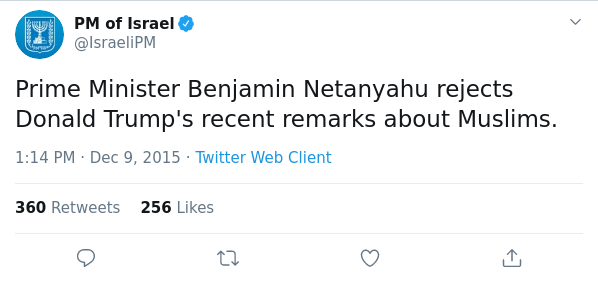 PM of Israel
@IsraeliPM
Prime Minister Benjamin Netanyahu rejects
Donald Trump's recent remarks about Muslims.
1:14 PM · Dec 9, 2015 · Twitter Web Client
360 Retweets 256 Likes